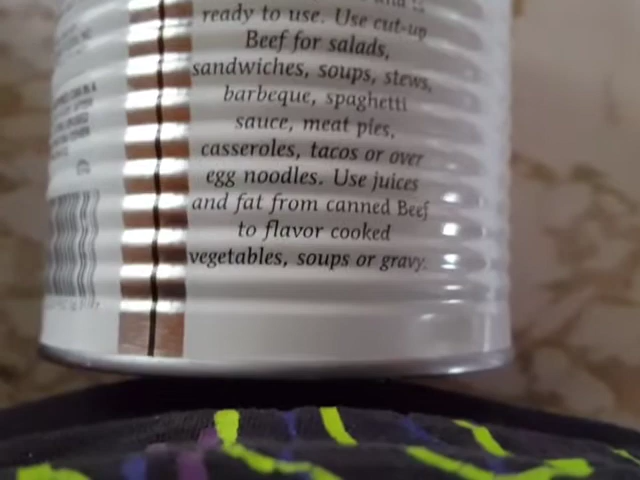 ready to use. Use cut-up
Beef for salads,
sandwiches, soups, stews,
barbeque, spaghetti
sauce, meat pies,
casseroles, tacos or over
egg noodles. Use juices
and fat from canned Beef
to flavor cooked
vegetables, soups or gravy.